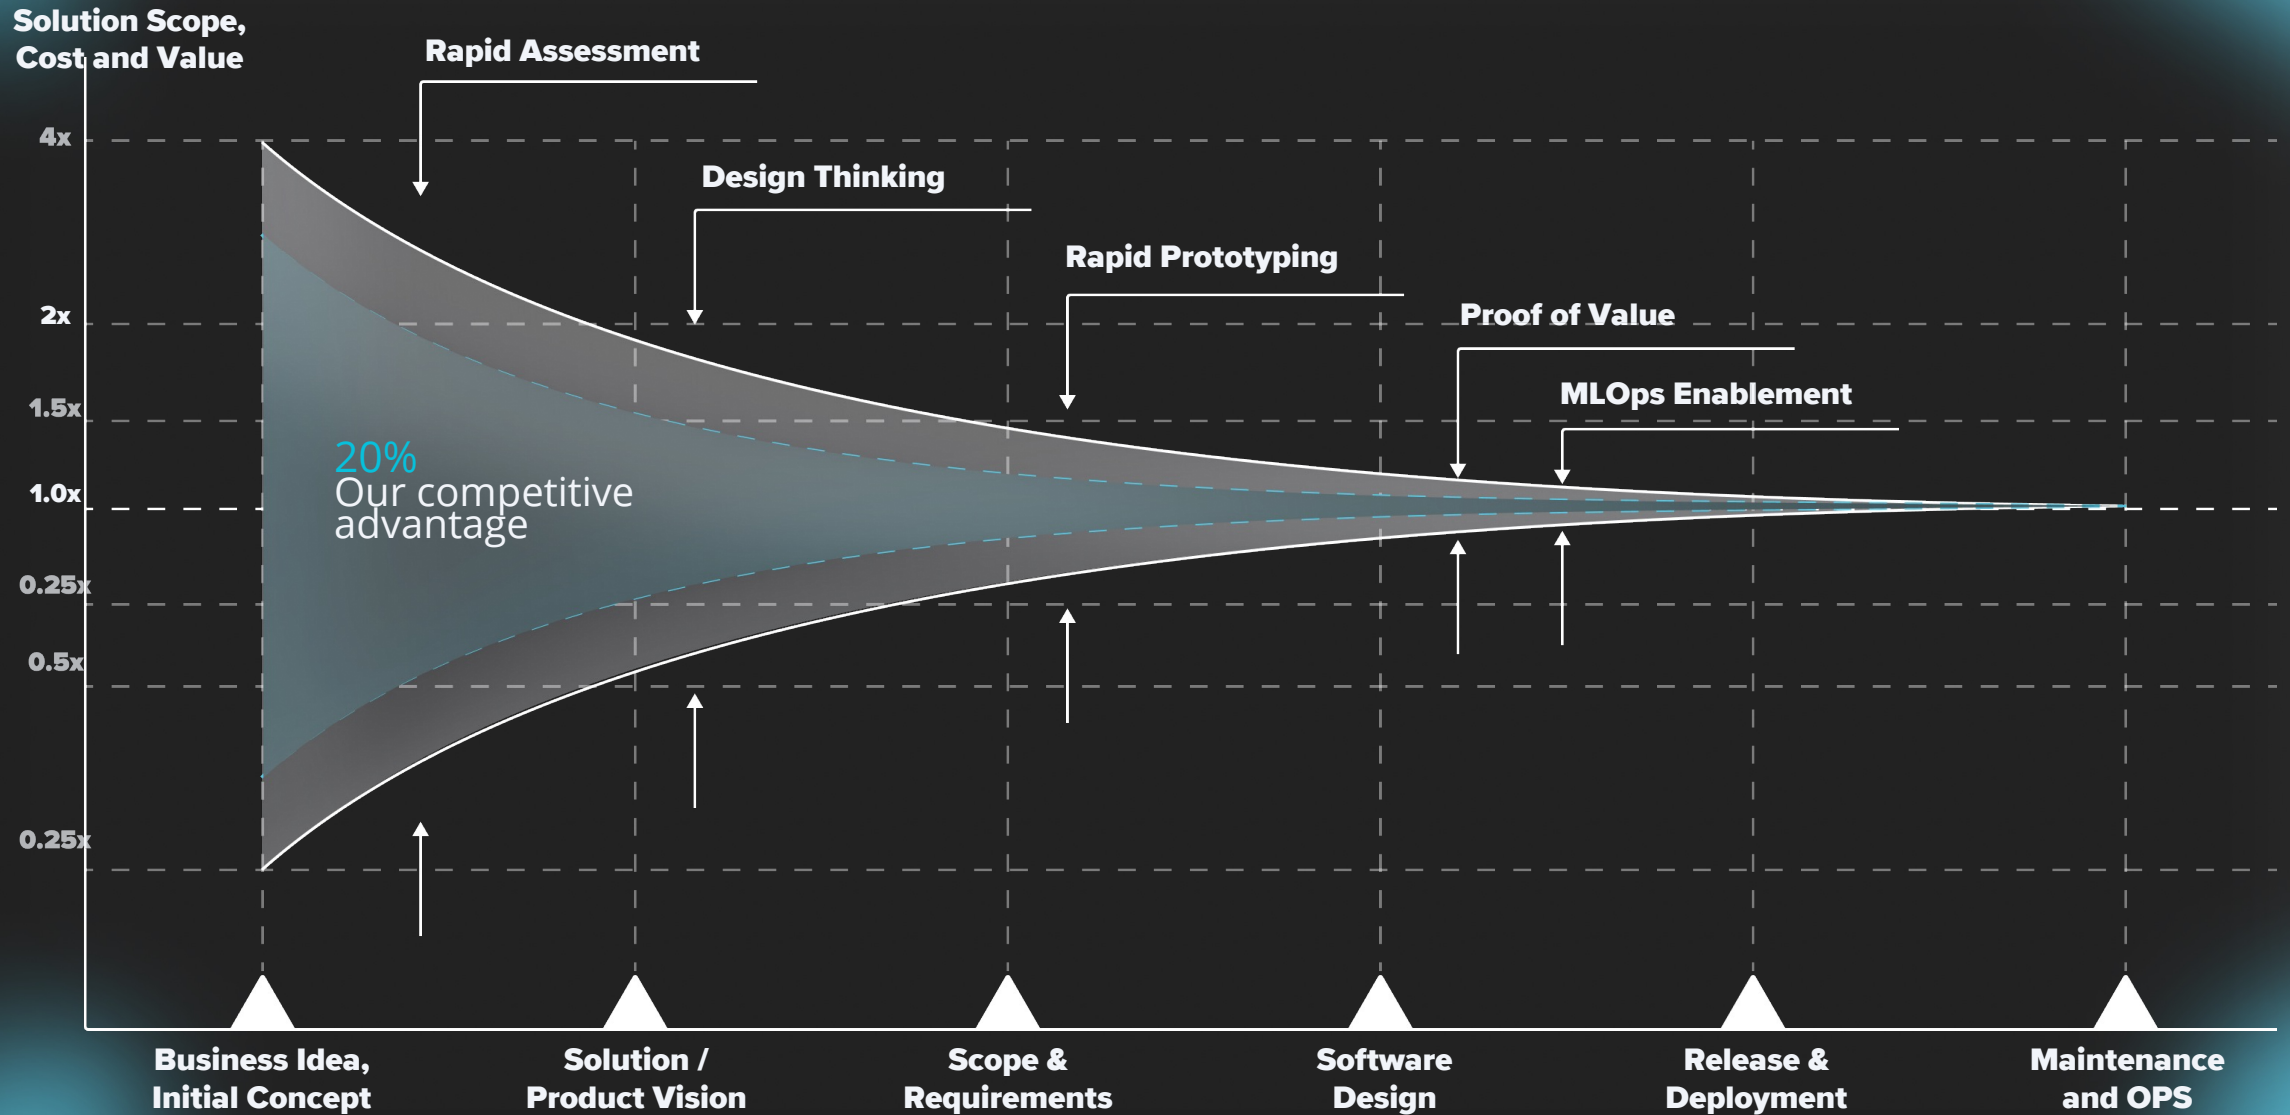 Solution Scope,
Cost and Value
Rapid Assessment
4x
Design Thinking
Rapid Prototyping
2x
Proof of Value
MLOps Enablement
1.5x
20%
Our competitive
advantage
1.0x
0.25x
0.5x
0.25x
Business Idea,
Initial Concept
Solution /
Product Vision
Scope &
Requirements
Software
Design
Release &
Deployment
Maintenance
and OPS